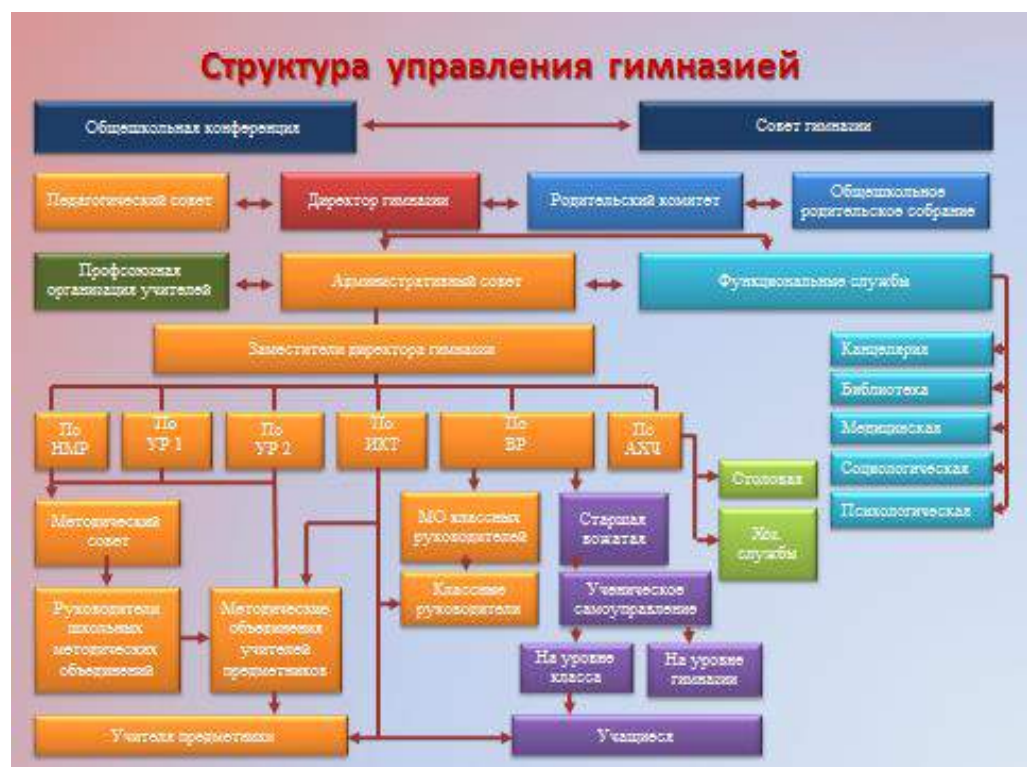 Структура управления гимназией
Общешкольная конференция
Совет гимназии
Педагогический совет
Директор гимназии
Родительский комитет
Общешкольное
родительское собрание
Профсоюзная
организация учителей
Административный совет
Функциональные службы
Заместители директора гимназии
Канцелярия
Библиотека
Медицинская
Социологическая
Психологическая
По
НМР
По
УР 1
По
УР 2
По
ИКТ
По
ВР
По
АХЧ
Столовая
Хоз.
службы
Методический
совет
МО классных
руководителей
Старшая
вожатая
Классные
руководители
Ученическое
самоуправление
Руководители
школьных
методических
объединений
Методические
объединения
учителей
предметников
На уровне
класса
На уровне
гимназии
Учителя предметники
Учащиеся